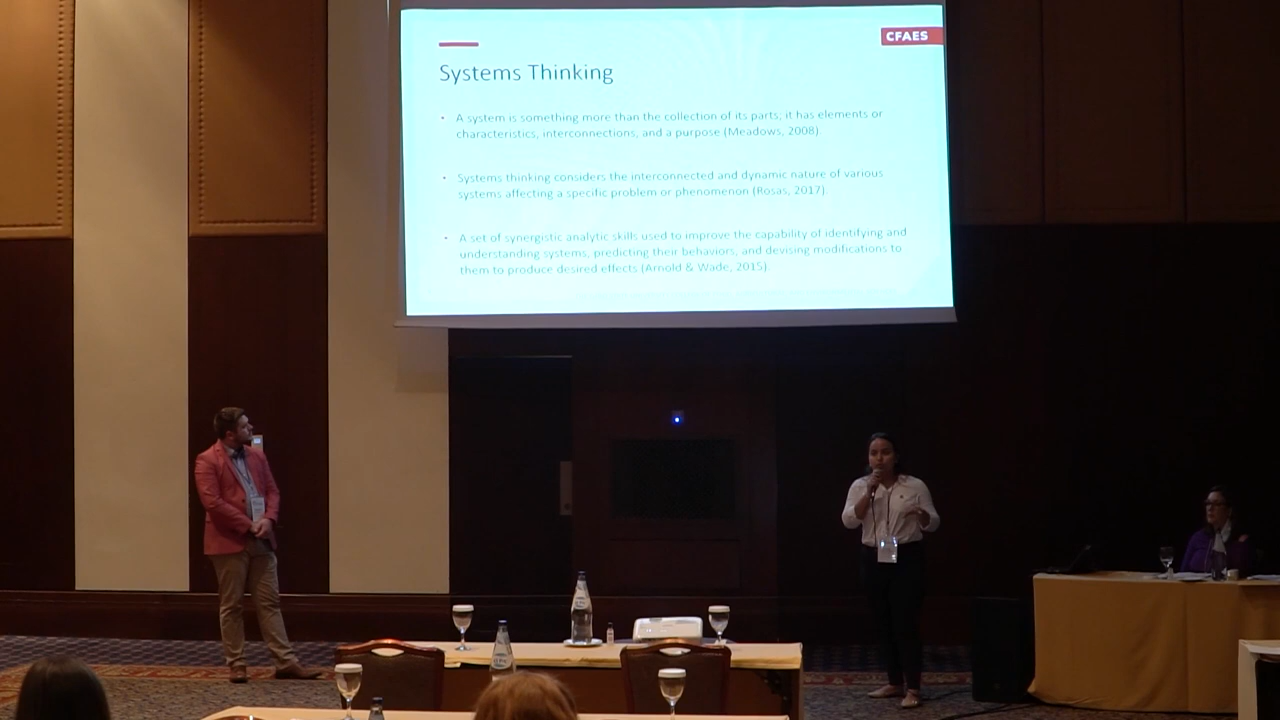 CFAES
Systems Thinking
• A system is something more than the collection of its parts; it has elements or
characteristics, interconnections, and a purpose (Meadows, 2008).
• Systems thinking considers the interconnected and dynamic nature of various
systems affecting a specific problem or phenomenon (Rosas, 2017).
• A set of synergistic analytic skills used to improve the capability of identifying and
understanding systems, predicting their behaviors, and devising modifications to
them to produce desired effects (Arnold & Wade, 2015).